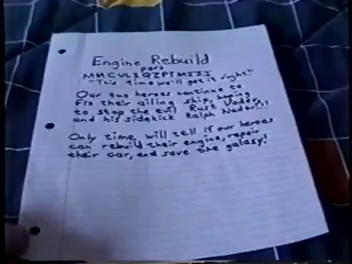 Engine Rebuild
part
MMCVLXQZPTMIII
"This time we'll get it right"
Our two heroes continue to
fix their ailing ship, hoping
to stop the evil Rust Vader,
and his sidekick Ralph Nader...!
Only time will tell if our heroes
can rebuild their engine, repair
their car, and save the galaxy!